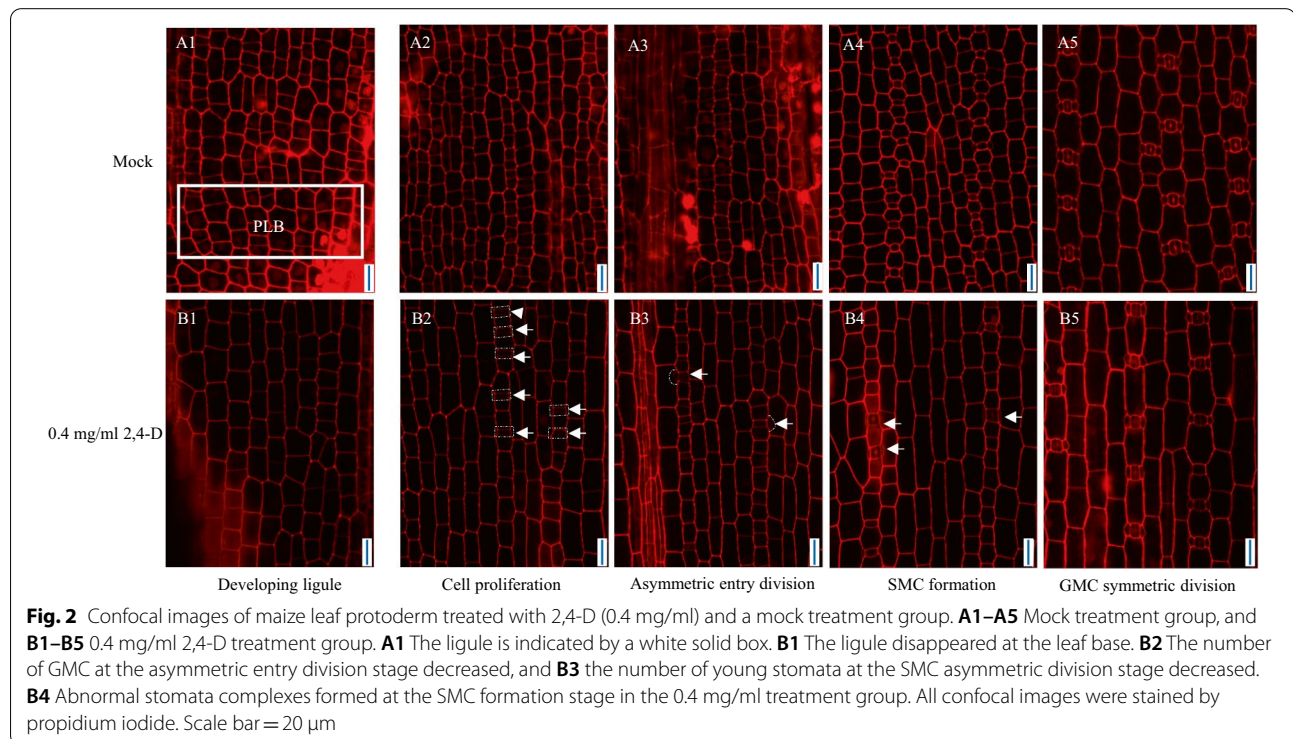 A1 A2 A3 A4 A5
Mock
PLB
B1 B2 B3 B4 B5
0.4 mg/ml 2,4-D
Developing ligule Cell proliferation Asymmetric entry division SMC formation GMC symmetric division
Fig. 2 Confocal images of maize leaf protoderm treated with 2,4-D (0.4 mg/ml) and a mock treatment group. A1–A5 Mock treatment group, and
B1–B5 0.4 mg/ml 2,4-D treatment group. A1 The ligule is indicated by a white solid box. B1 The ligule disappeared at the leaf base. B2 The number
of GMC at the asymmetric entry division stage decreased, and B3 the number of young stomata at the SMC asymmetric division stage decreased.
B4 Abnormal stomata complexes formed at the SMC formation stage in the 0.4 mg/ml treatment group. All confocal images were stained by
propidium iodide. Scale bar = 20 μm